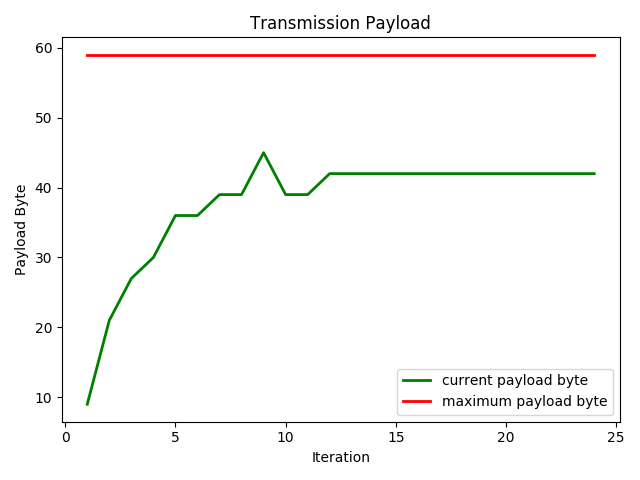 Transmission Payload
60
50
40
30
20
10
Payload Byte
0
5
10
15
20
25
Iteration
current payload byte
maximum payload byte